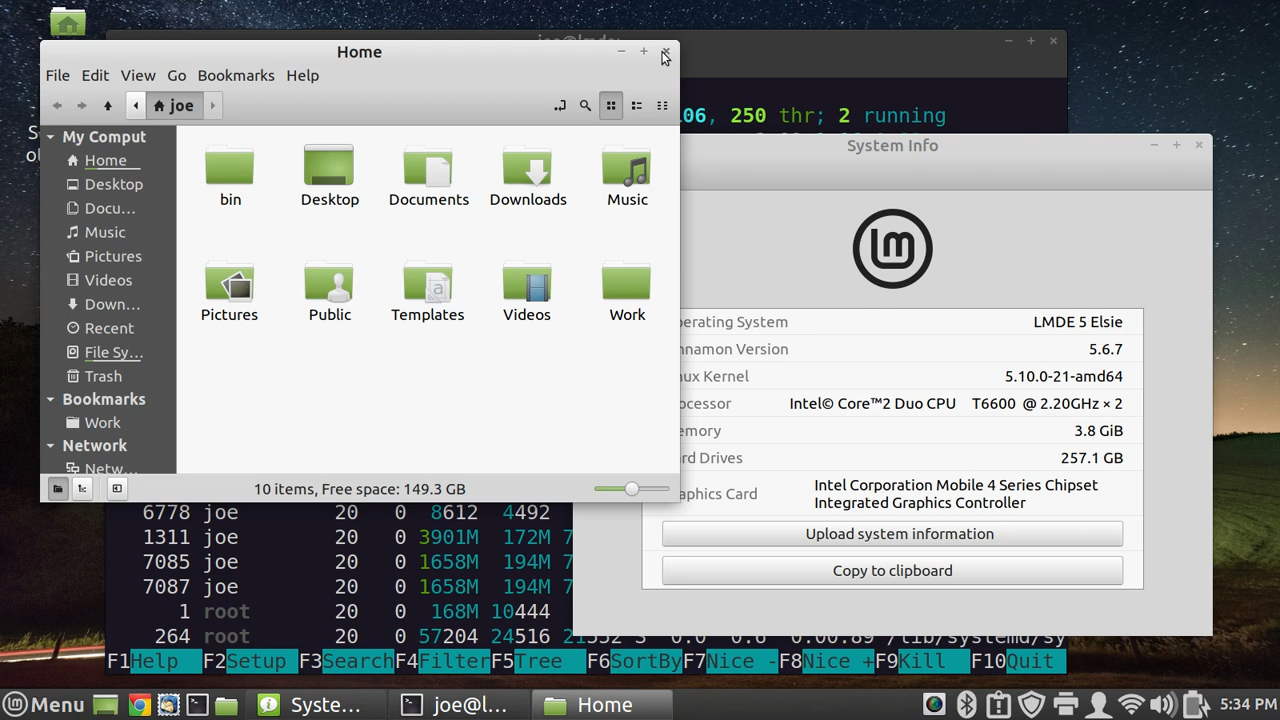 Home
File Edit View Go Bookmarks Help
joe
My Comput
Home
Desktop
Docu...
Music
Pictures
Videos
Down...
Recent
File Sy...
Trash
Bookmarks
Work
Network
Netw...
bin Desktop Documents Downloads Music
Pictures Public Templates Videos Work
10 items, Free space: 149.3 GB
06, 250 thr; 2 running
System Info
lm
erating System LMDE 5 Elsie
nnamon Version 5.6.7
ux Kernel 5.10.0-21-amd64
ocessor Intel© Core™2 Duo CPU T6600 @ 2.20GHz × 2
emory 3.8 GiB
rd Drives 257.1 GB
aphics Card Intel Corporation Mobile 4 Series Chipset
Integrated Graphics Controller
Upload system information
Copy to clipboard
6778 joe 20 0 8612 4492
1311 joe 20 0 3901M 172M 7
7085 joe 20 0 1658M 194M 7
7087 joe 20 0 1658M 194M 7
1 root 20 0 168M 10444
264 root 20 0 57204 24516
F1Help F2Setup F3Search F4Filter F5Tree F6SortBy F7Nice - F8Nice + F9Kill F10Quit
Menu Syste... joe@l... Home 5:34 PM